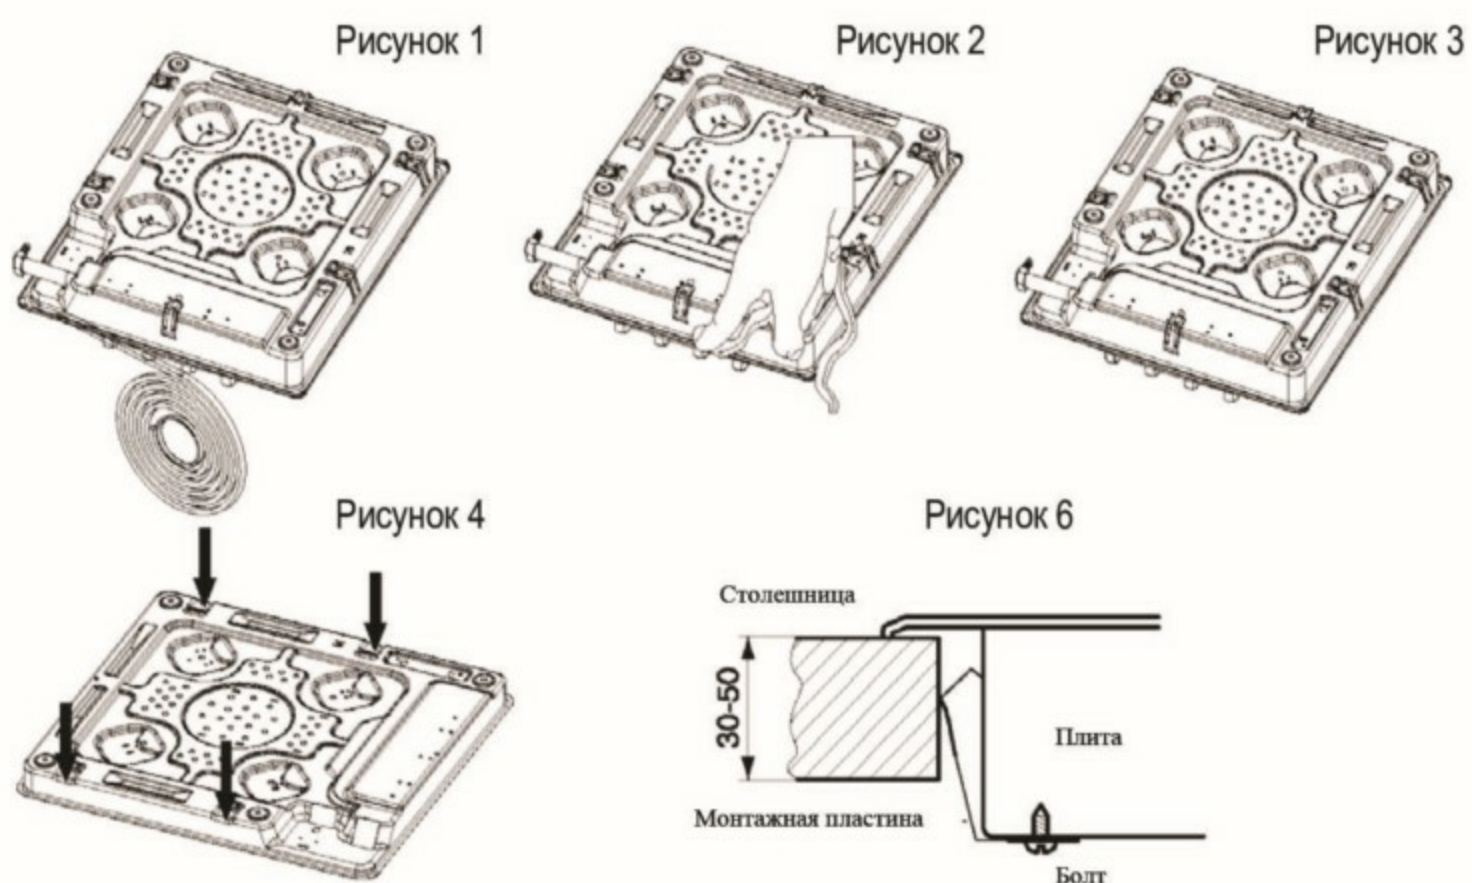 Рисунок 1
Рисунок 2
Рисунок 3
Рисунок 4
Рисунок 6
Столешница
30-50
Плита
Монтажная пластина
Болт